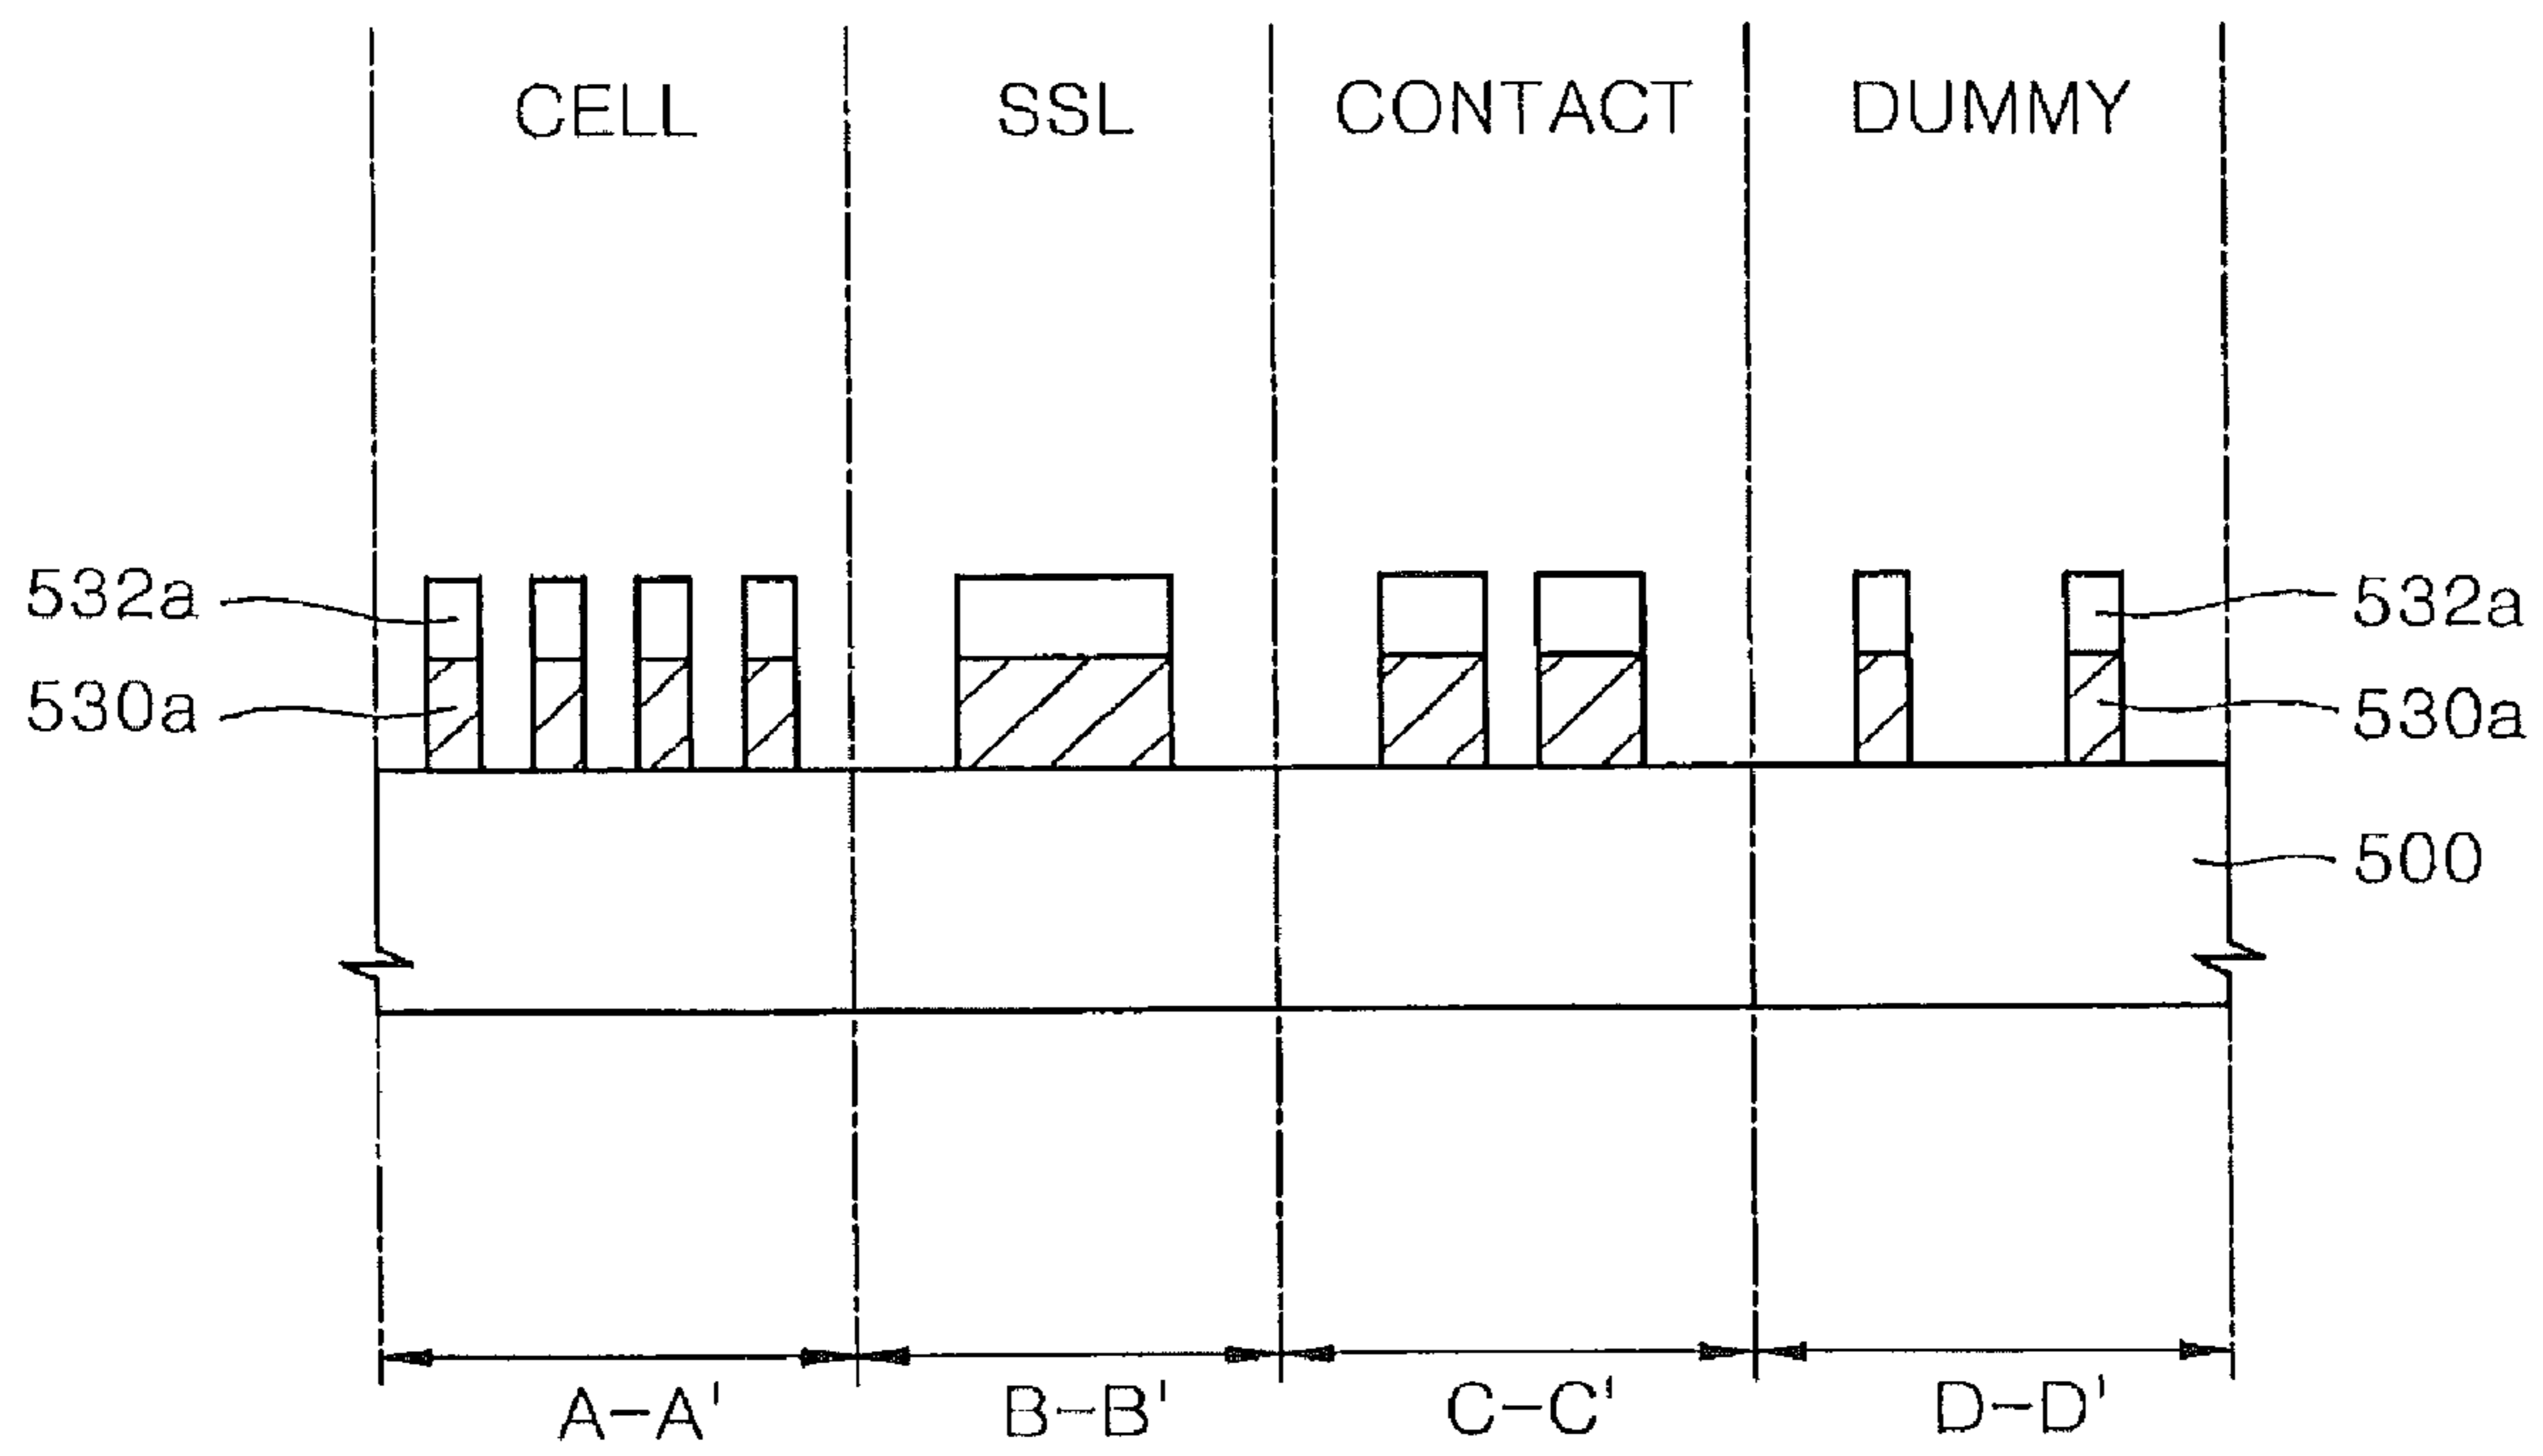 CELL SSL CONTACT DUMMY
532a 532a
530a 530a
500
A-A' B-B' C-C' D-D'